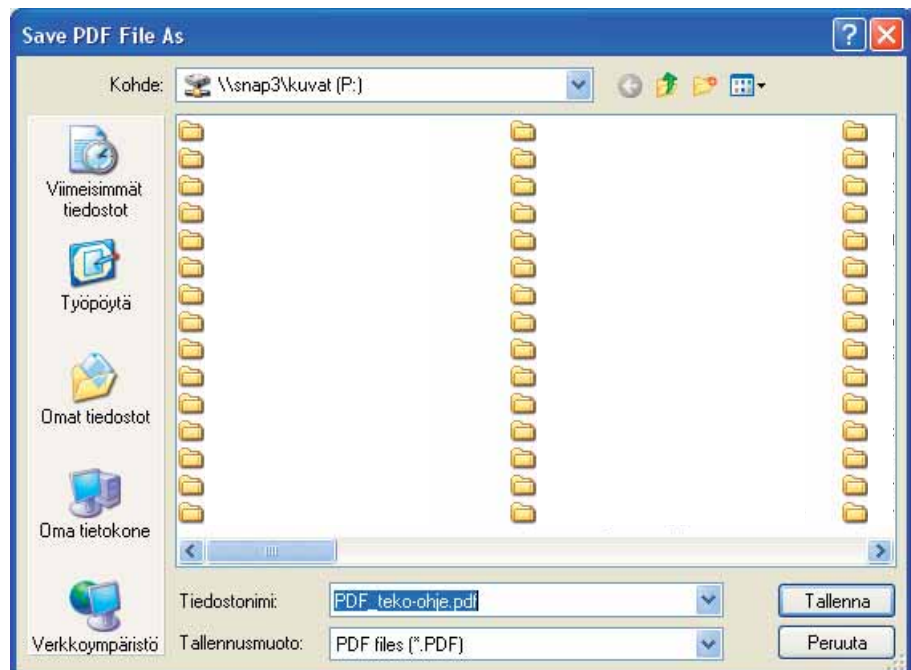 Save PDF File As
Kohde: \\snap3\kuvat (P:)
Viimeisimmät
tiedostot
Työpöytä
Omat tiedostot
Oma tietokone
Verkkoympäristö
Tiedostonimi: PDF_teko-ohje.pdf
Tallenna
Tallennusmuoto: PDF files (*.PDF)
Peruuta